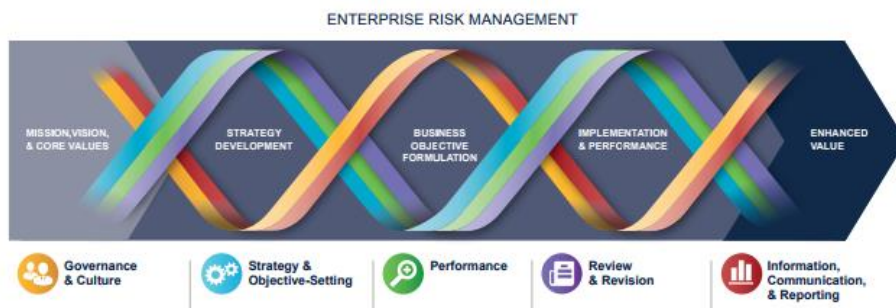 ENTERPRISE RISK MANAGEMENT
MISSION, VISION,
& CORE VALUES
STRATEGY
DEVELOPMENT
BUSINESS
OBJECTIVE
FORMULATION
IMPLEMENTATION
& PERFORMANCE
ENHANCED
VALUE
Governance
& Culture
Strategy &
Objective-Setting
Performance
Review
& Revision
Information,
Communication,
& Reporting